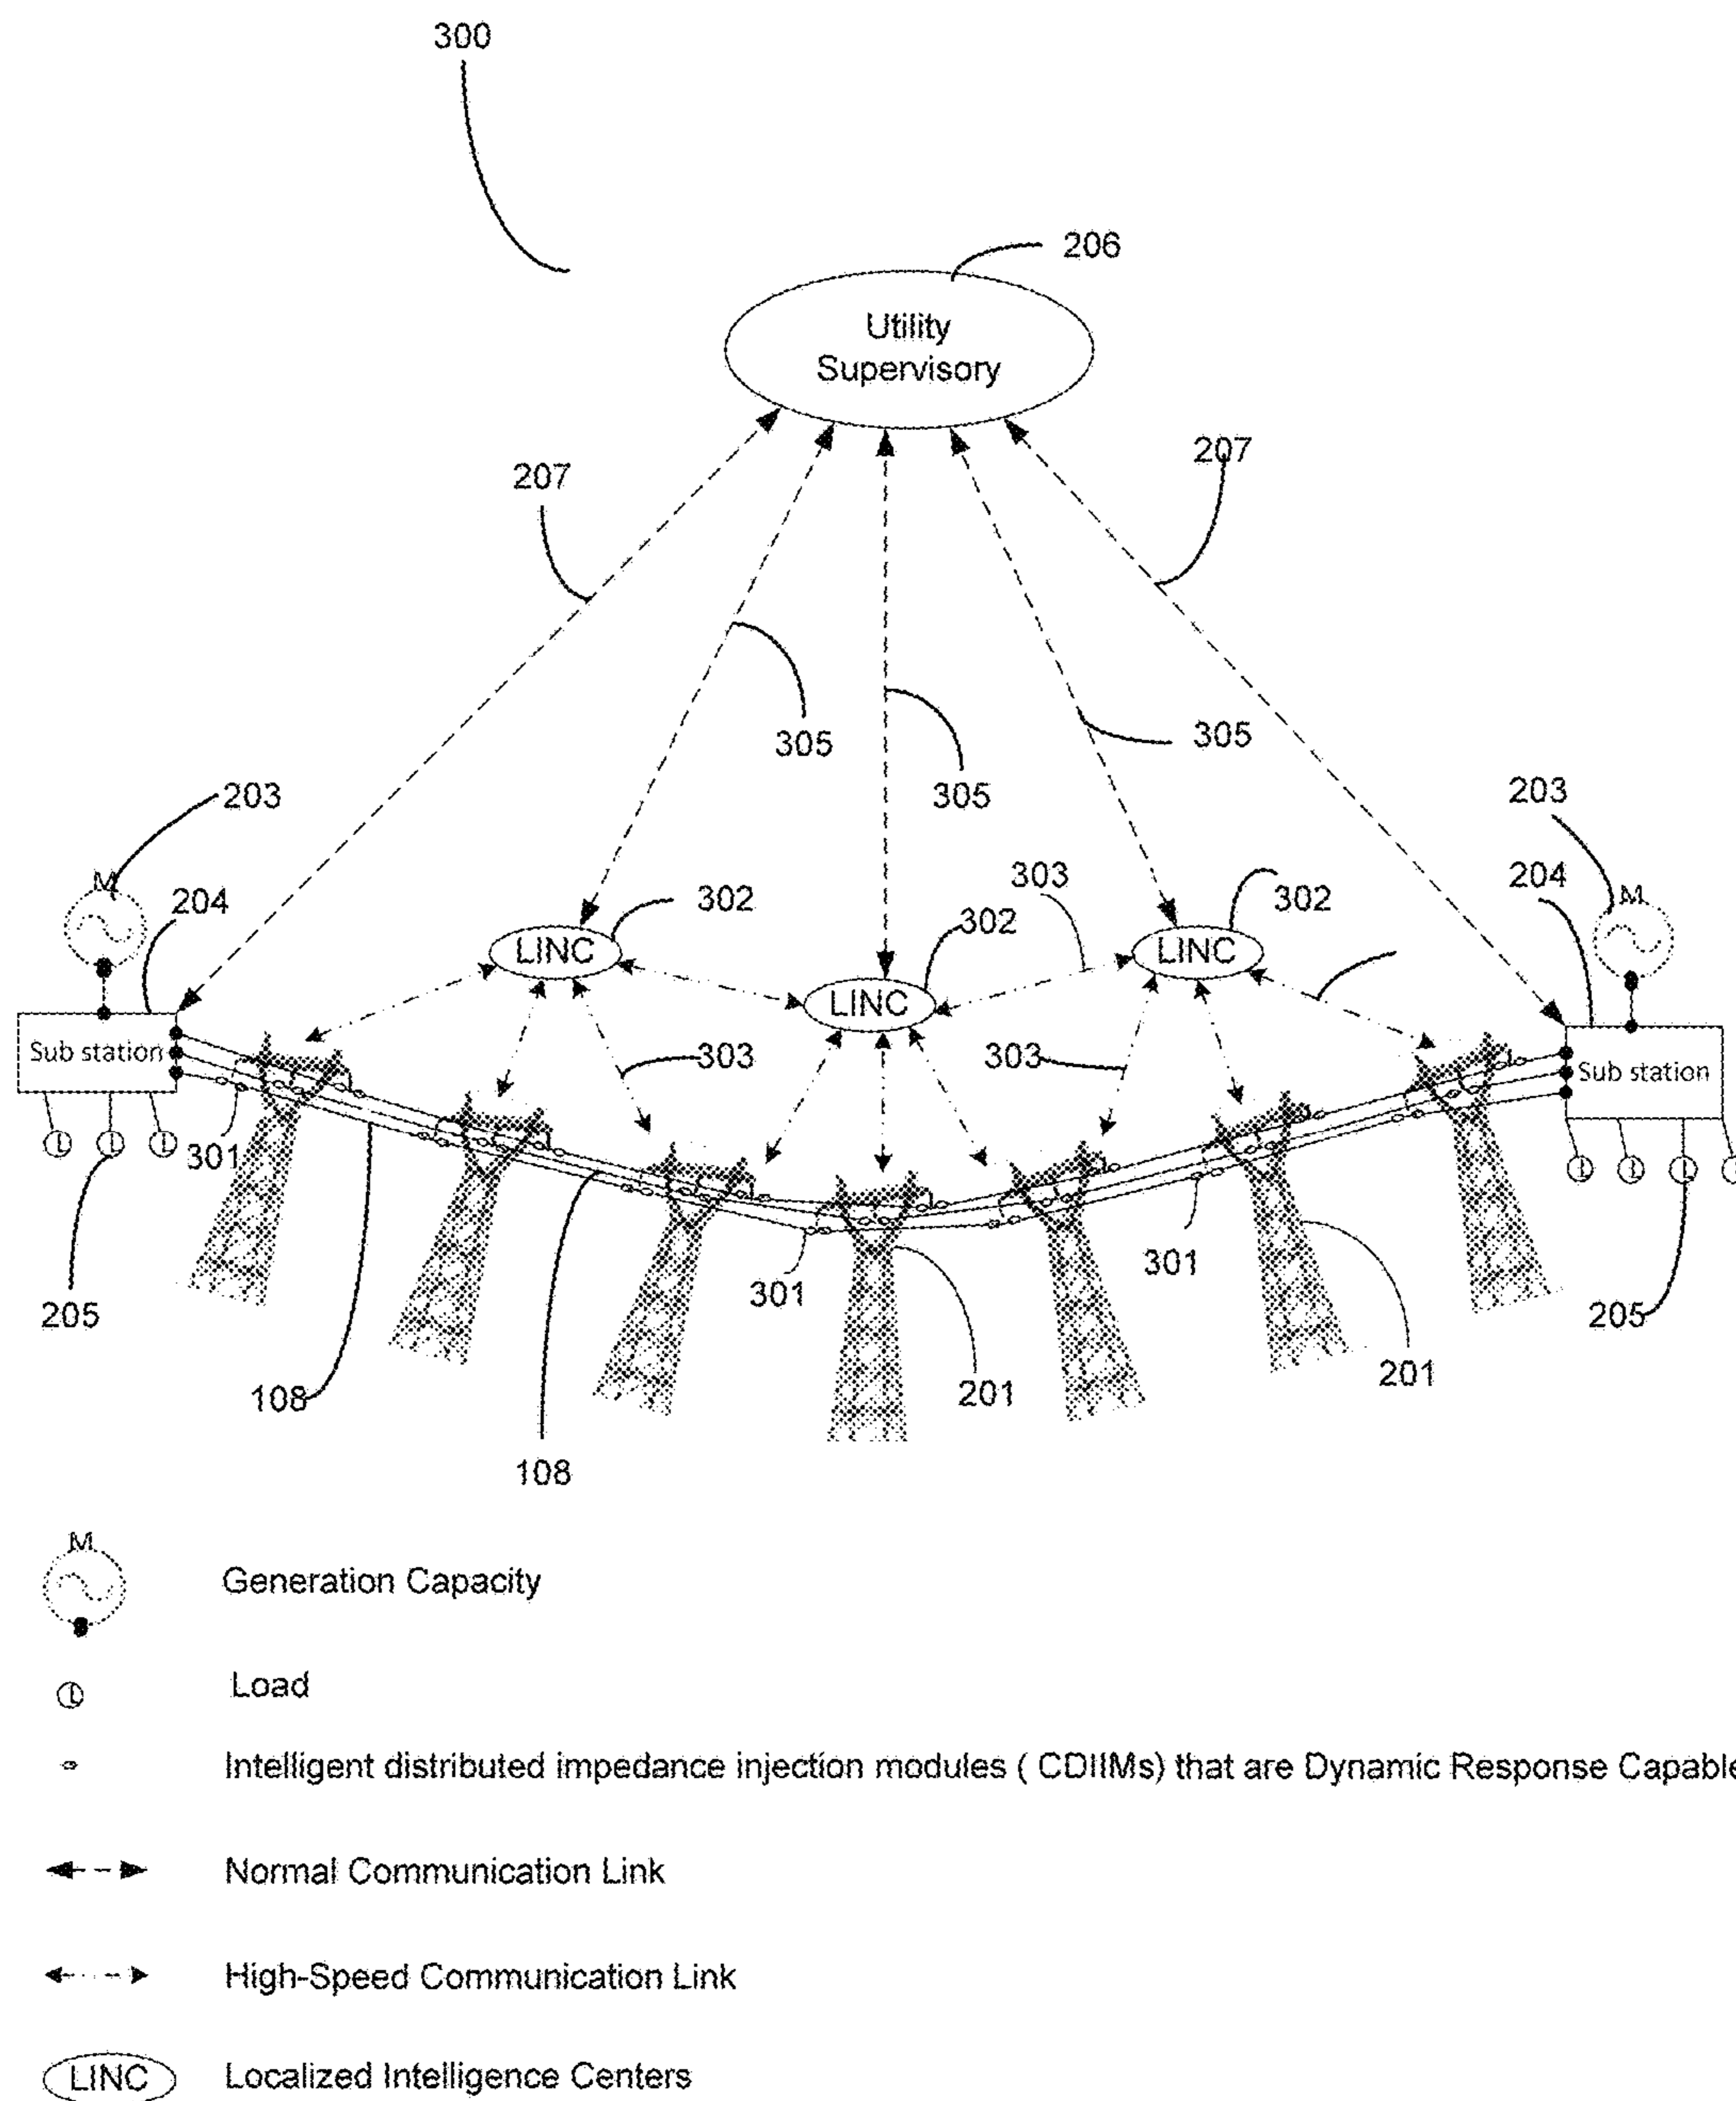 300
206
Utility
Supervisory
207
207
305
305
305
203
203
M
M
204
204
302
303
302
302
LINC
LINC
LINC
Sub station
303
303
Sub station
L
L
L
301
L
L
L
205
301
301
205
201
201
108
108
M
Generation Capacity
L
Load
Intelligent distributed impedance injection modules ( CDIIMs) that are Dynamic Response Capable
Normal Communication Link
High-Speed Communication Link
LINC
Localized Intelligence Centers